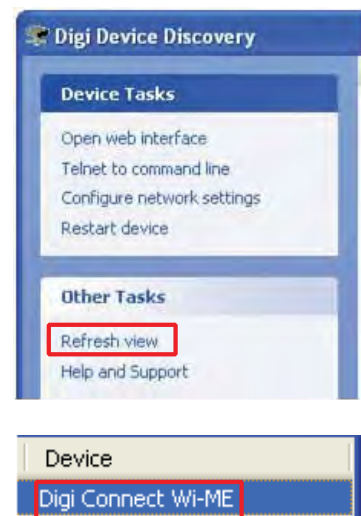 Digi Device Discovery
Device Tasks
Open web interface
Telnet to command line
Configure network settings
Restart device
Other Tasks
Refresh view
Help and Support
Device
Digi Connect Wi-ME